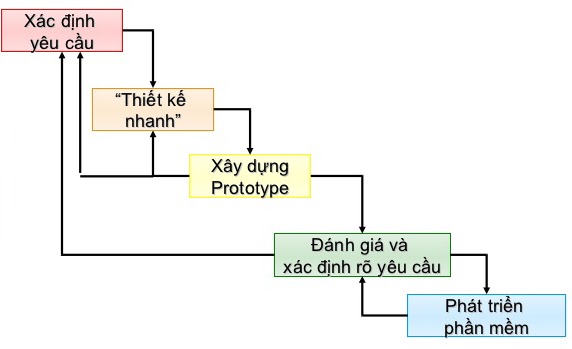 Xác định
yêu cầu
“Thiết kế
nhanh”
Xây dựng
Prototype
Đánh giá và
xác định rõ yêu cầu
Phát triển
phần mềm